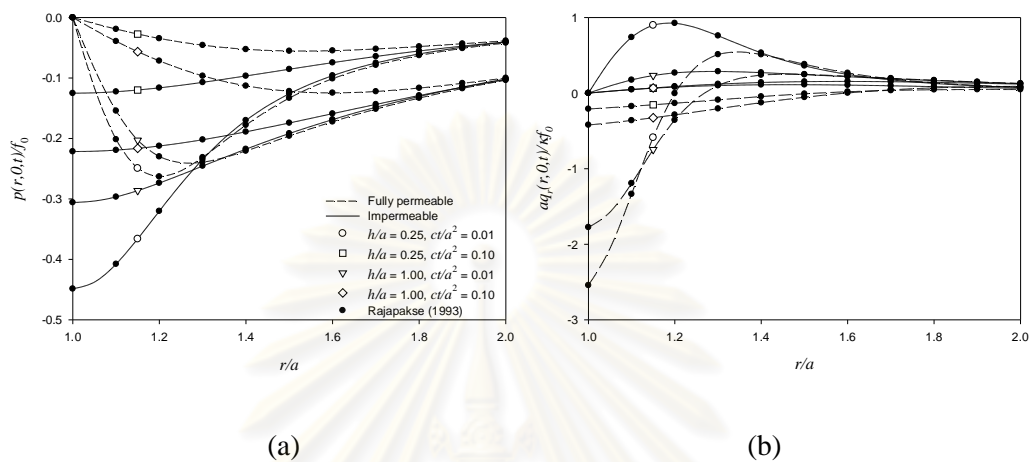 0.0
-0.1
-0.2
-0.3
-0.4
-0.5
p(r,0,t)/f0
1.0 1.2 1.4 1.6 1.8 2.0
r/a
Fully permeable
Impermeable
h/a = 0.25, ct/a² = 0.01
h/a = 0.25, ct/a² = 0.10
h/a = 1.00, ct/a² = 0.01
h/a = 1.00, ct/a² = 0.10
Rajapakse (1993)
(a)
1
0
-1
-2
-3
aqr(r,0,t)/κf0
1.0 1.2 1.4 1.6 1.8 2.0
r/a
(b)